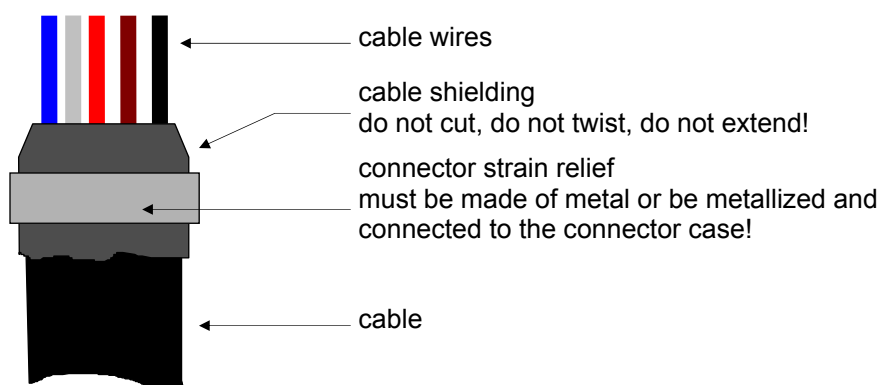 cable wires
cable shielding
do not cut, do not twist, do not extend!
connector strain relief
must be made of metal or be metallized and
connected to the connector case!
cable